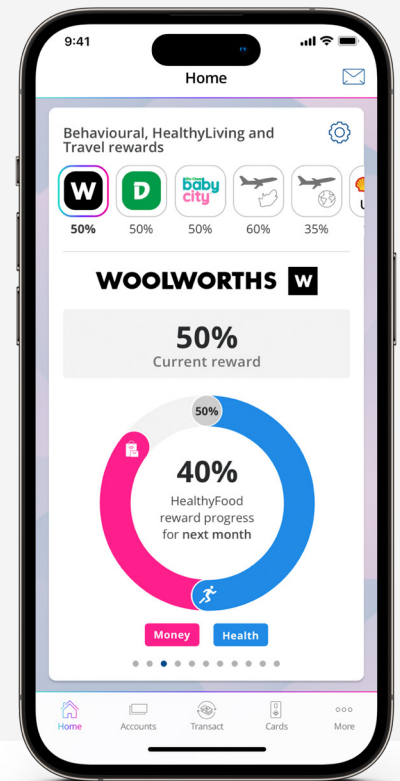 9:41
Home
Behavioural, HealthyLiving and
Travel rewards
W
D
baby
city
50%
50%
50%
60%
35%
WOOLWORTHS W
50%
Current reward
50%
40%
HealthyFood
reward progress
for next month
Money
Health
Home
Accounts
Transact
Cards
More